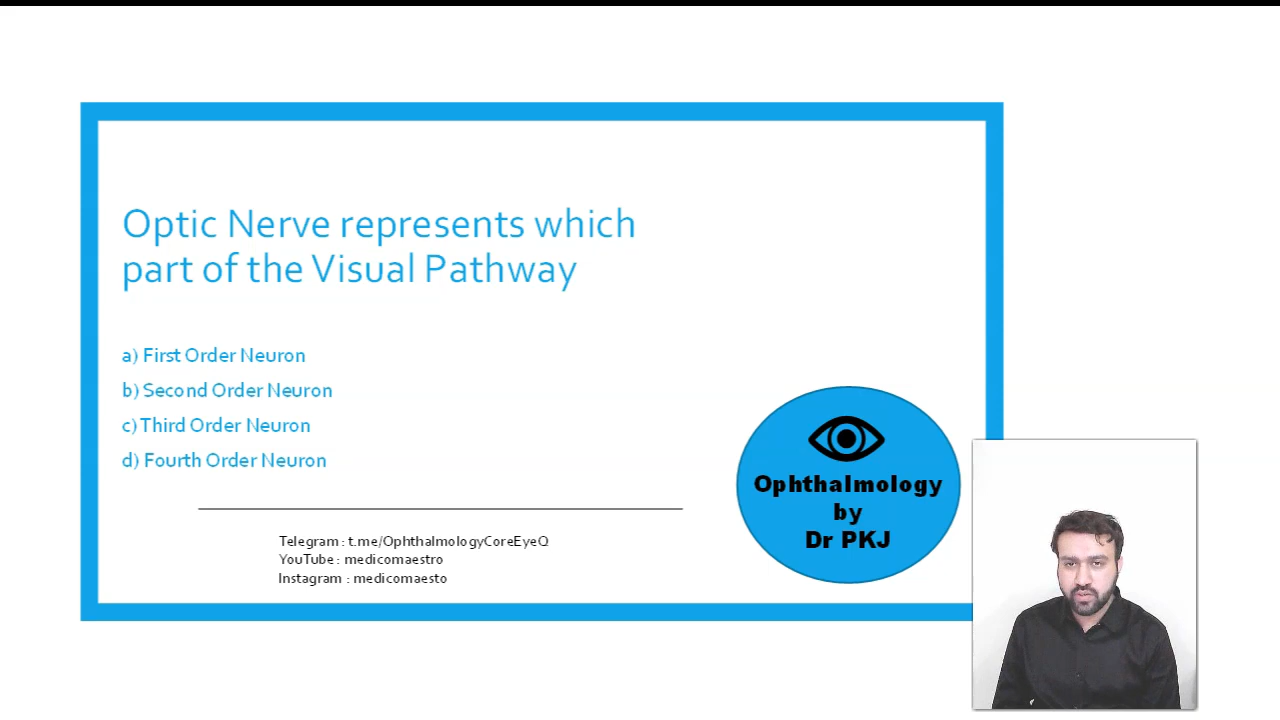 Optic Nerve represents which
part of the Visual Pathway
a) First Order Neuron
b) Second Order Neuron
c) Third Order Neuron
d) Fourth Order Neuron
Ophthalmology
by
Dr PKJ
Telegram : t.me/OphthalmologyCoreEyeQ
YouTube : medicomaestro
Instagram : medicomaesto